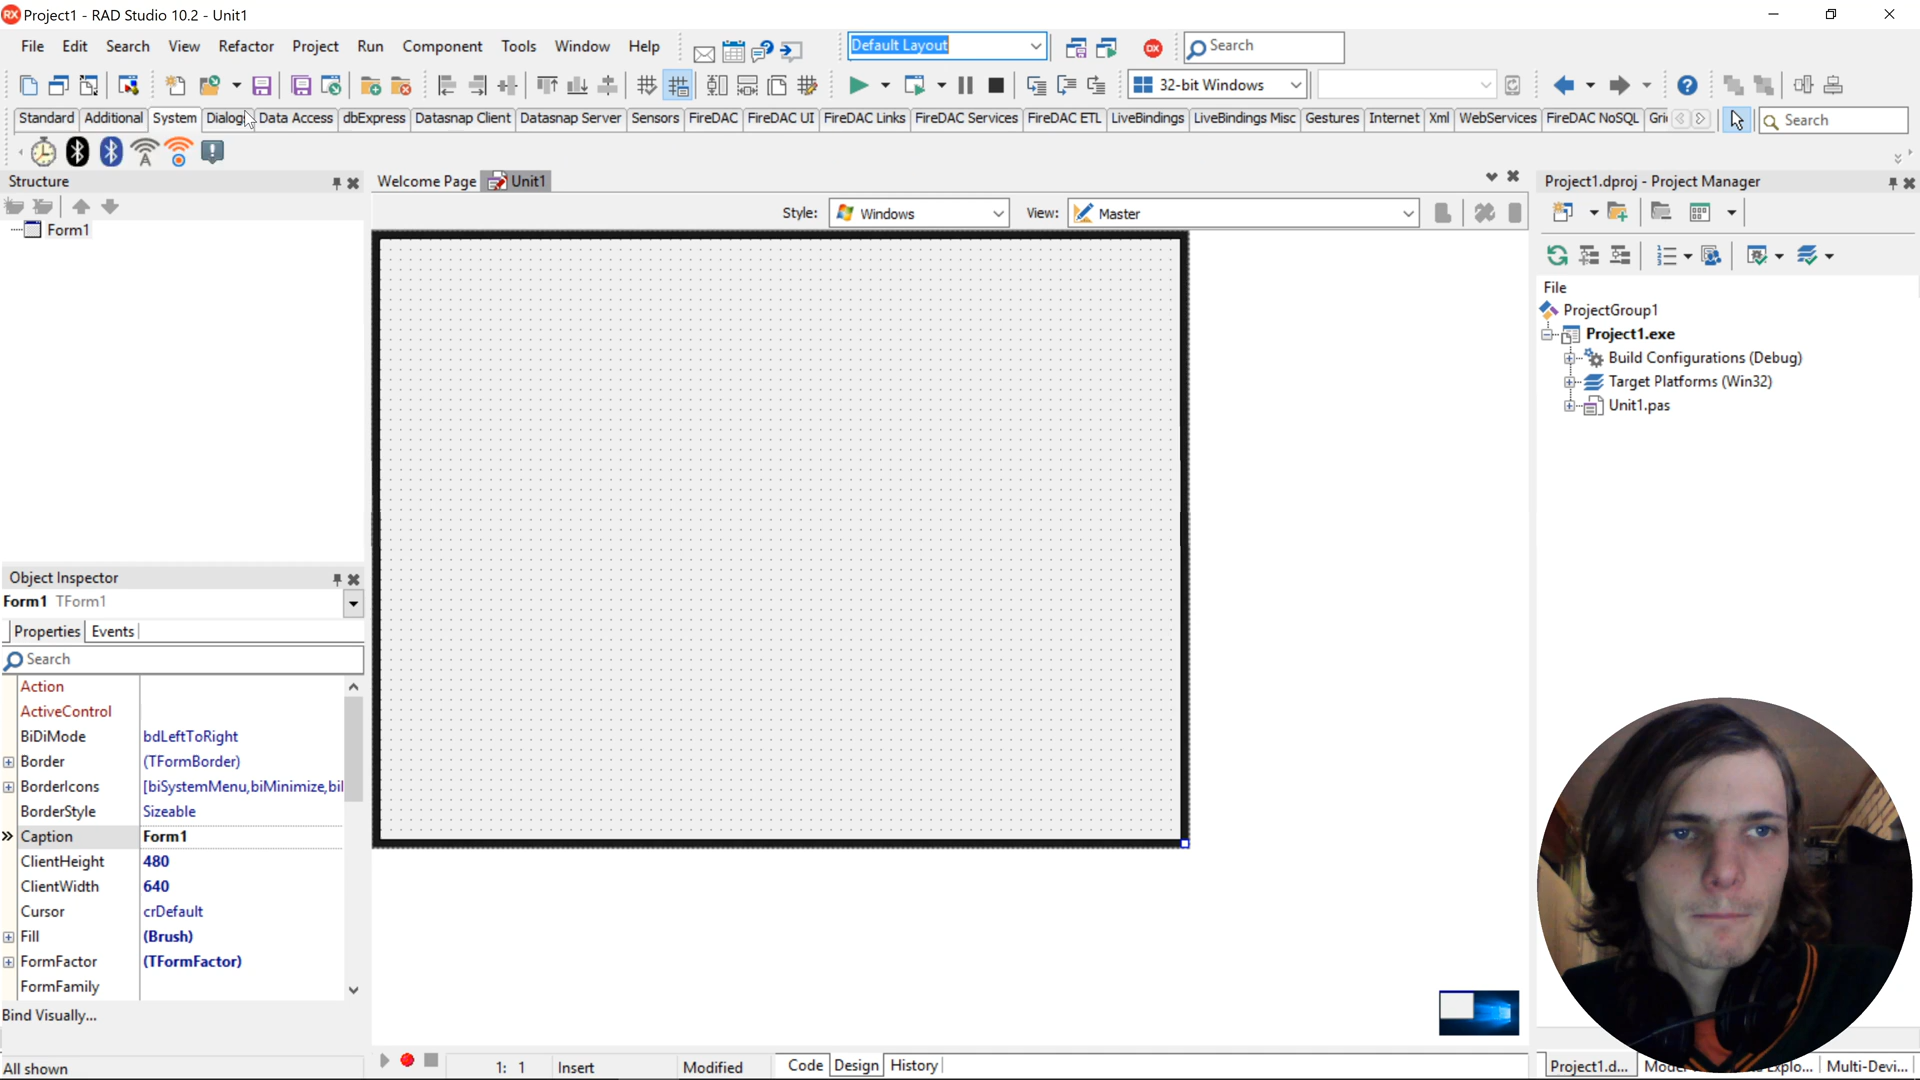 Project1 - RAD Studio 10.2 - Unit1
File Edit Search View Refactor Project Run Component Tools Window Help
Default Layout
Search
32-bit Windows
Standard Additional System Dialogs Data Access dbExpress Datasnap Client Datasnap Server Sensors FireDAC FireDAC UI FireDAC Links FireDAC Services FireDAC ETL LiveBindings LiveBindings Misc Gestures Internet Xml WebServices FireDAC NoSQL
Search
Structure
Form1
Welcome Page Unit1
Style: Windows View: Master
Object Inspector
Form1 TForm1
Properties Events
Search
Action
ActiveControl
BiDiMode bdLeftToRight
Border (TFormBorder)
BorderIcons [biSystemMenu,biMinimize,biI
BorderStyle Sizeable
Caption Form1
ClientHeight 480
ClientWidth 640
Cursor crDefault
Fill (Brush)
FormFactor (TFormFactor)
FormFamily
Bind Visually...
All shown
1: 1 Insert Modified Code Design History
Project1.dproj - Project Manager
File
ProjectGroup1
Project1.exe
Build Configurations (Debug)
Target Platforms (Win32)
Unit1.pas
Project1.d... Multi-Devi...